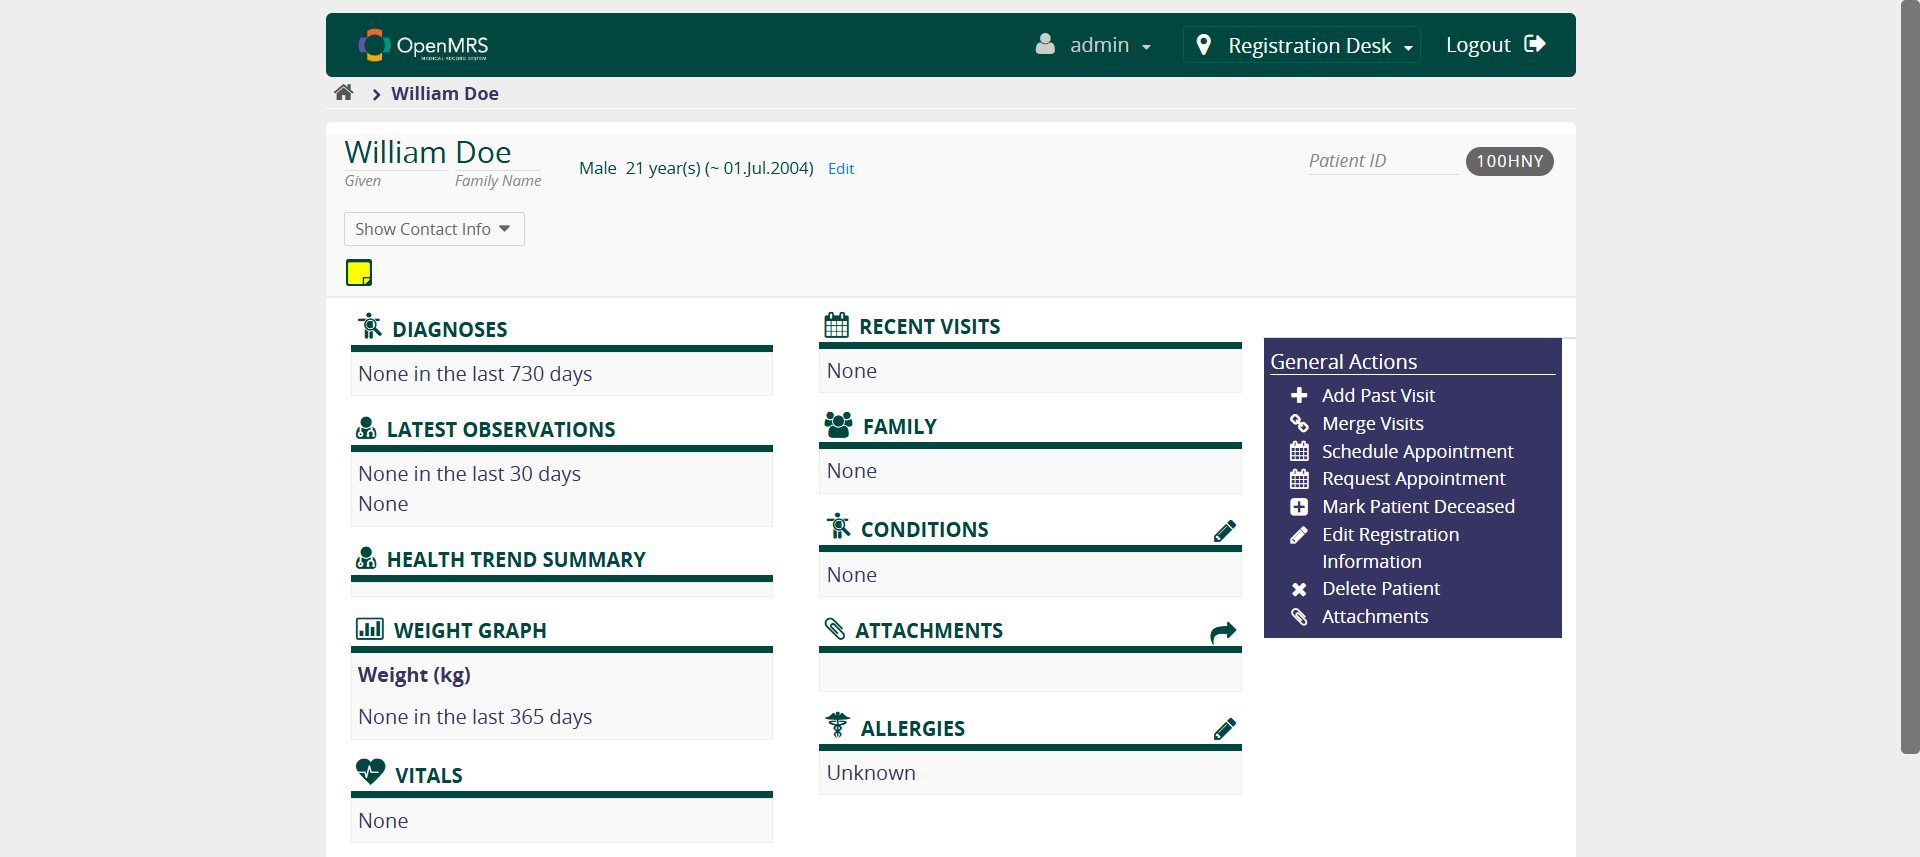 OpenMRS
MEDICAL RECORD SYSTEM
admin
Registration Desk
Logout
William Doe
William Doe
Given Family Name
Male 21 year(s) (~ 01.Jul.2004) Edit
Patient ID 100HNY
Show Contact Info
DIAGNOSES
None in the last 730 days
LATEST OBSERVATIONS
None in the last 30 days
None
HEALTH TREND SUMMARY
WEIGHT GRAPH
Weight (kg)
None in the last 365 days
VITALS
None
RECENT VISITS
None
FAMILY
None
CONDITIONS
None
ATTACHMENTS
ALLERGIES
Unknown
General Actions
Add Past Visit
Merge Visits
Schedule Appointment
Request Appointment
Mark Patient Deceased
Edit Registration
Information
Delete Patient
Attachments